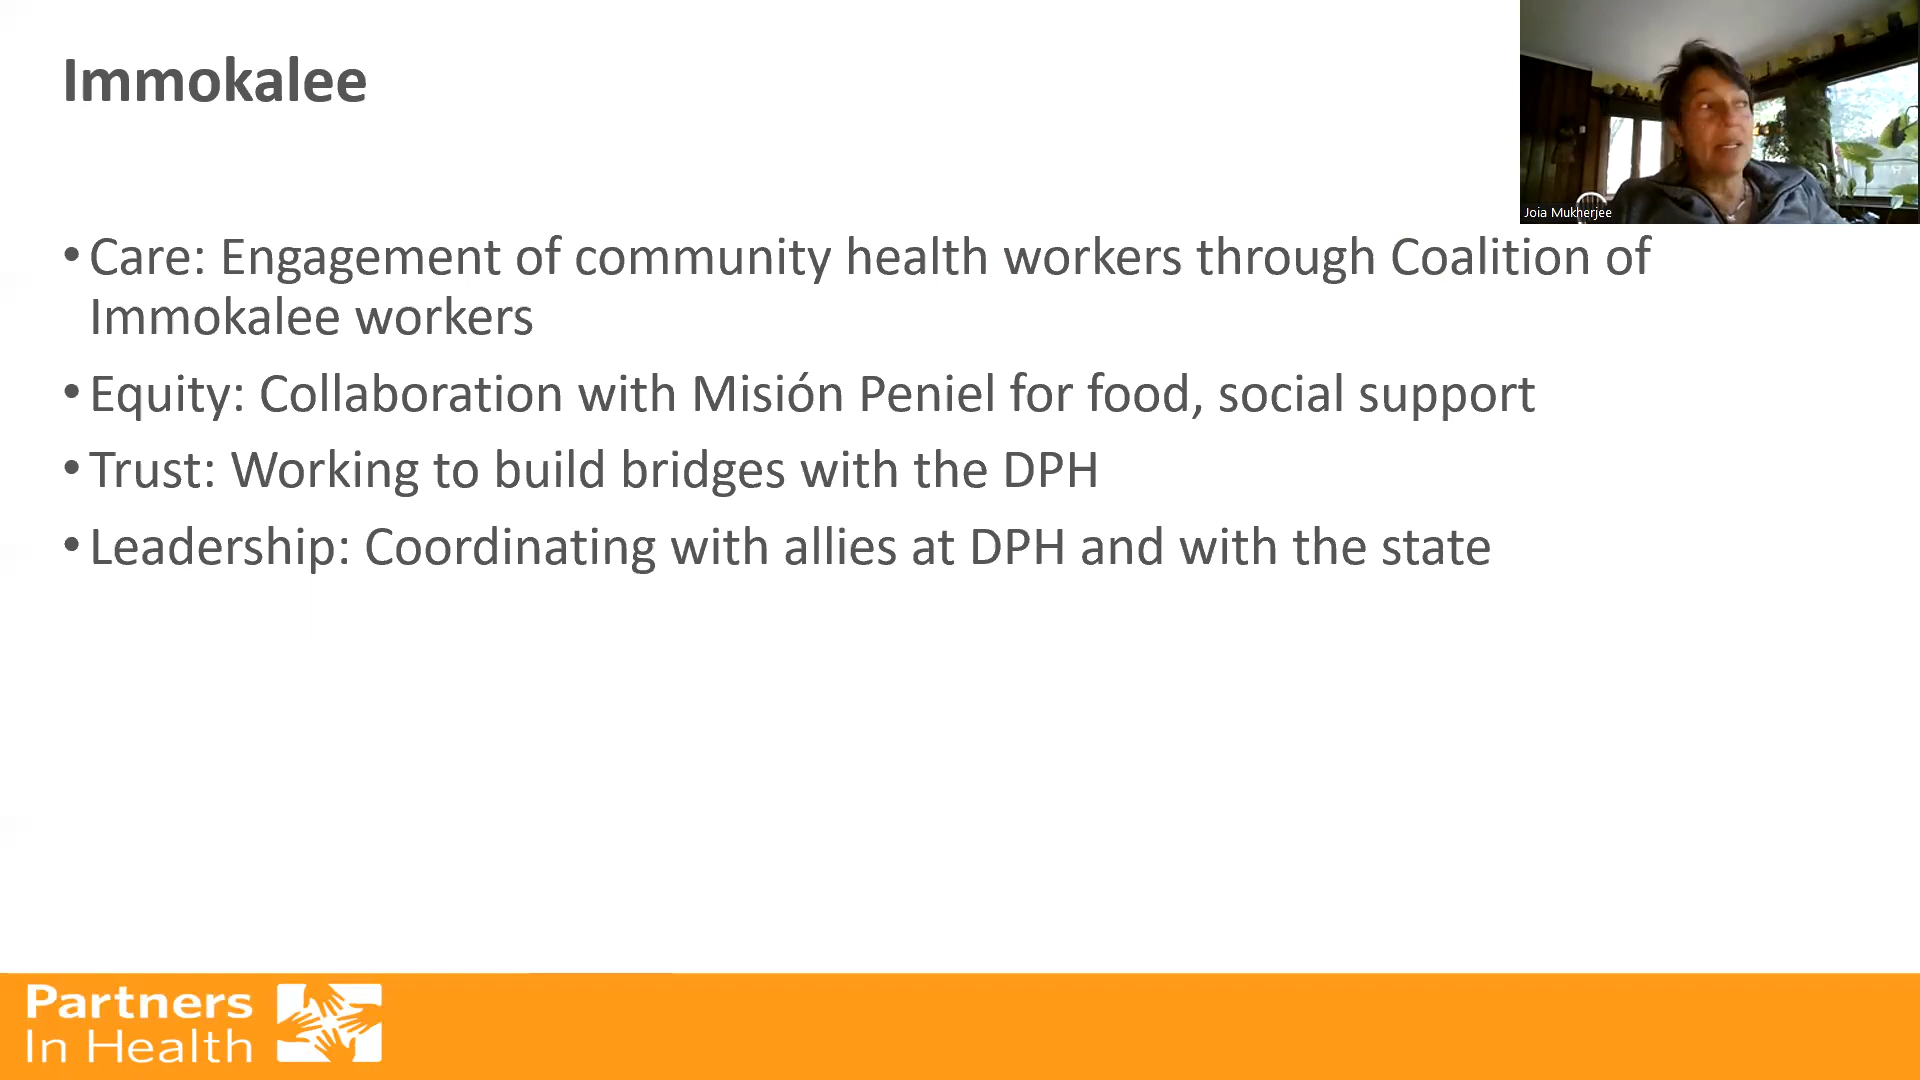 Immokalee
Joia Mukherjee
• Care: Engagement of community health workers through Coalition of
Immokalee workers
• Equity: Collaboration with Misión Peniel for food, social support
• Trust: Working to build bridges with the DPH
• Leadership: Coordinating with allies at DPH and with the state
Partners
In Health